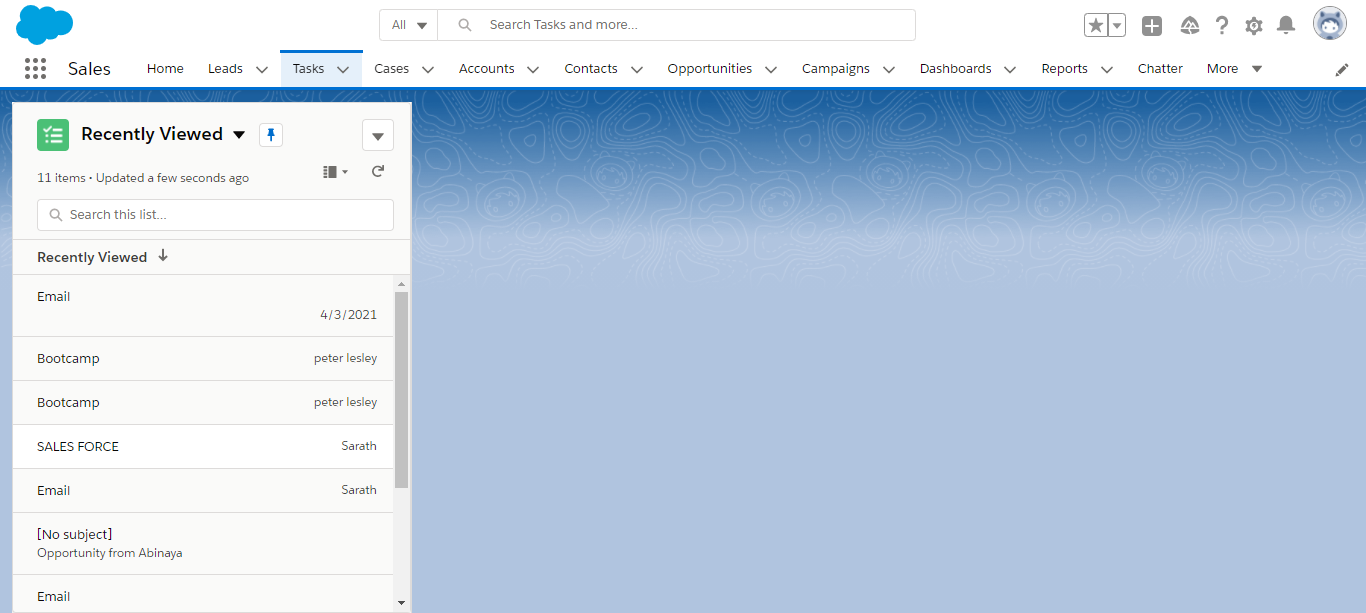 All
Search Tasks and more...
Sales
Home
Leads
Tasks
Cases
Accounts
Contacts
Opportunities
Campaigns
Dashboards
Reports
Chatter
More
Recently Viewed
11 items • Updated a few seconds ago
Search this list...
Recently Viewed
Email
4/3/2021
Bootcamp peter lesley
Bootcamp peter lesley
SALES FORCE Sarath
Email Sarath
[No subject]
Opportunity from Abinaya
Email